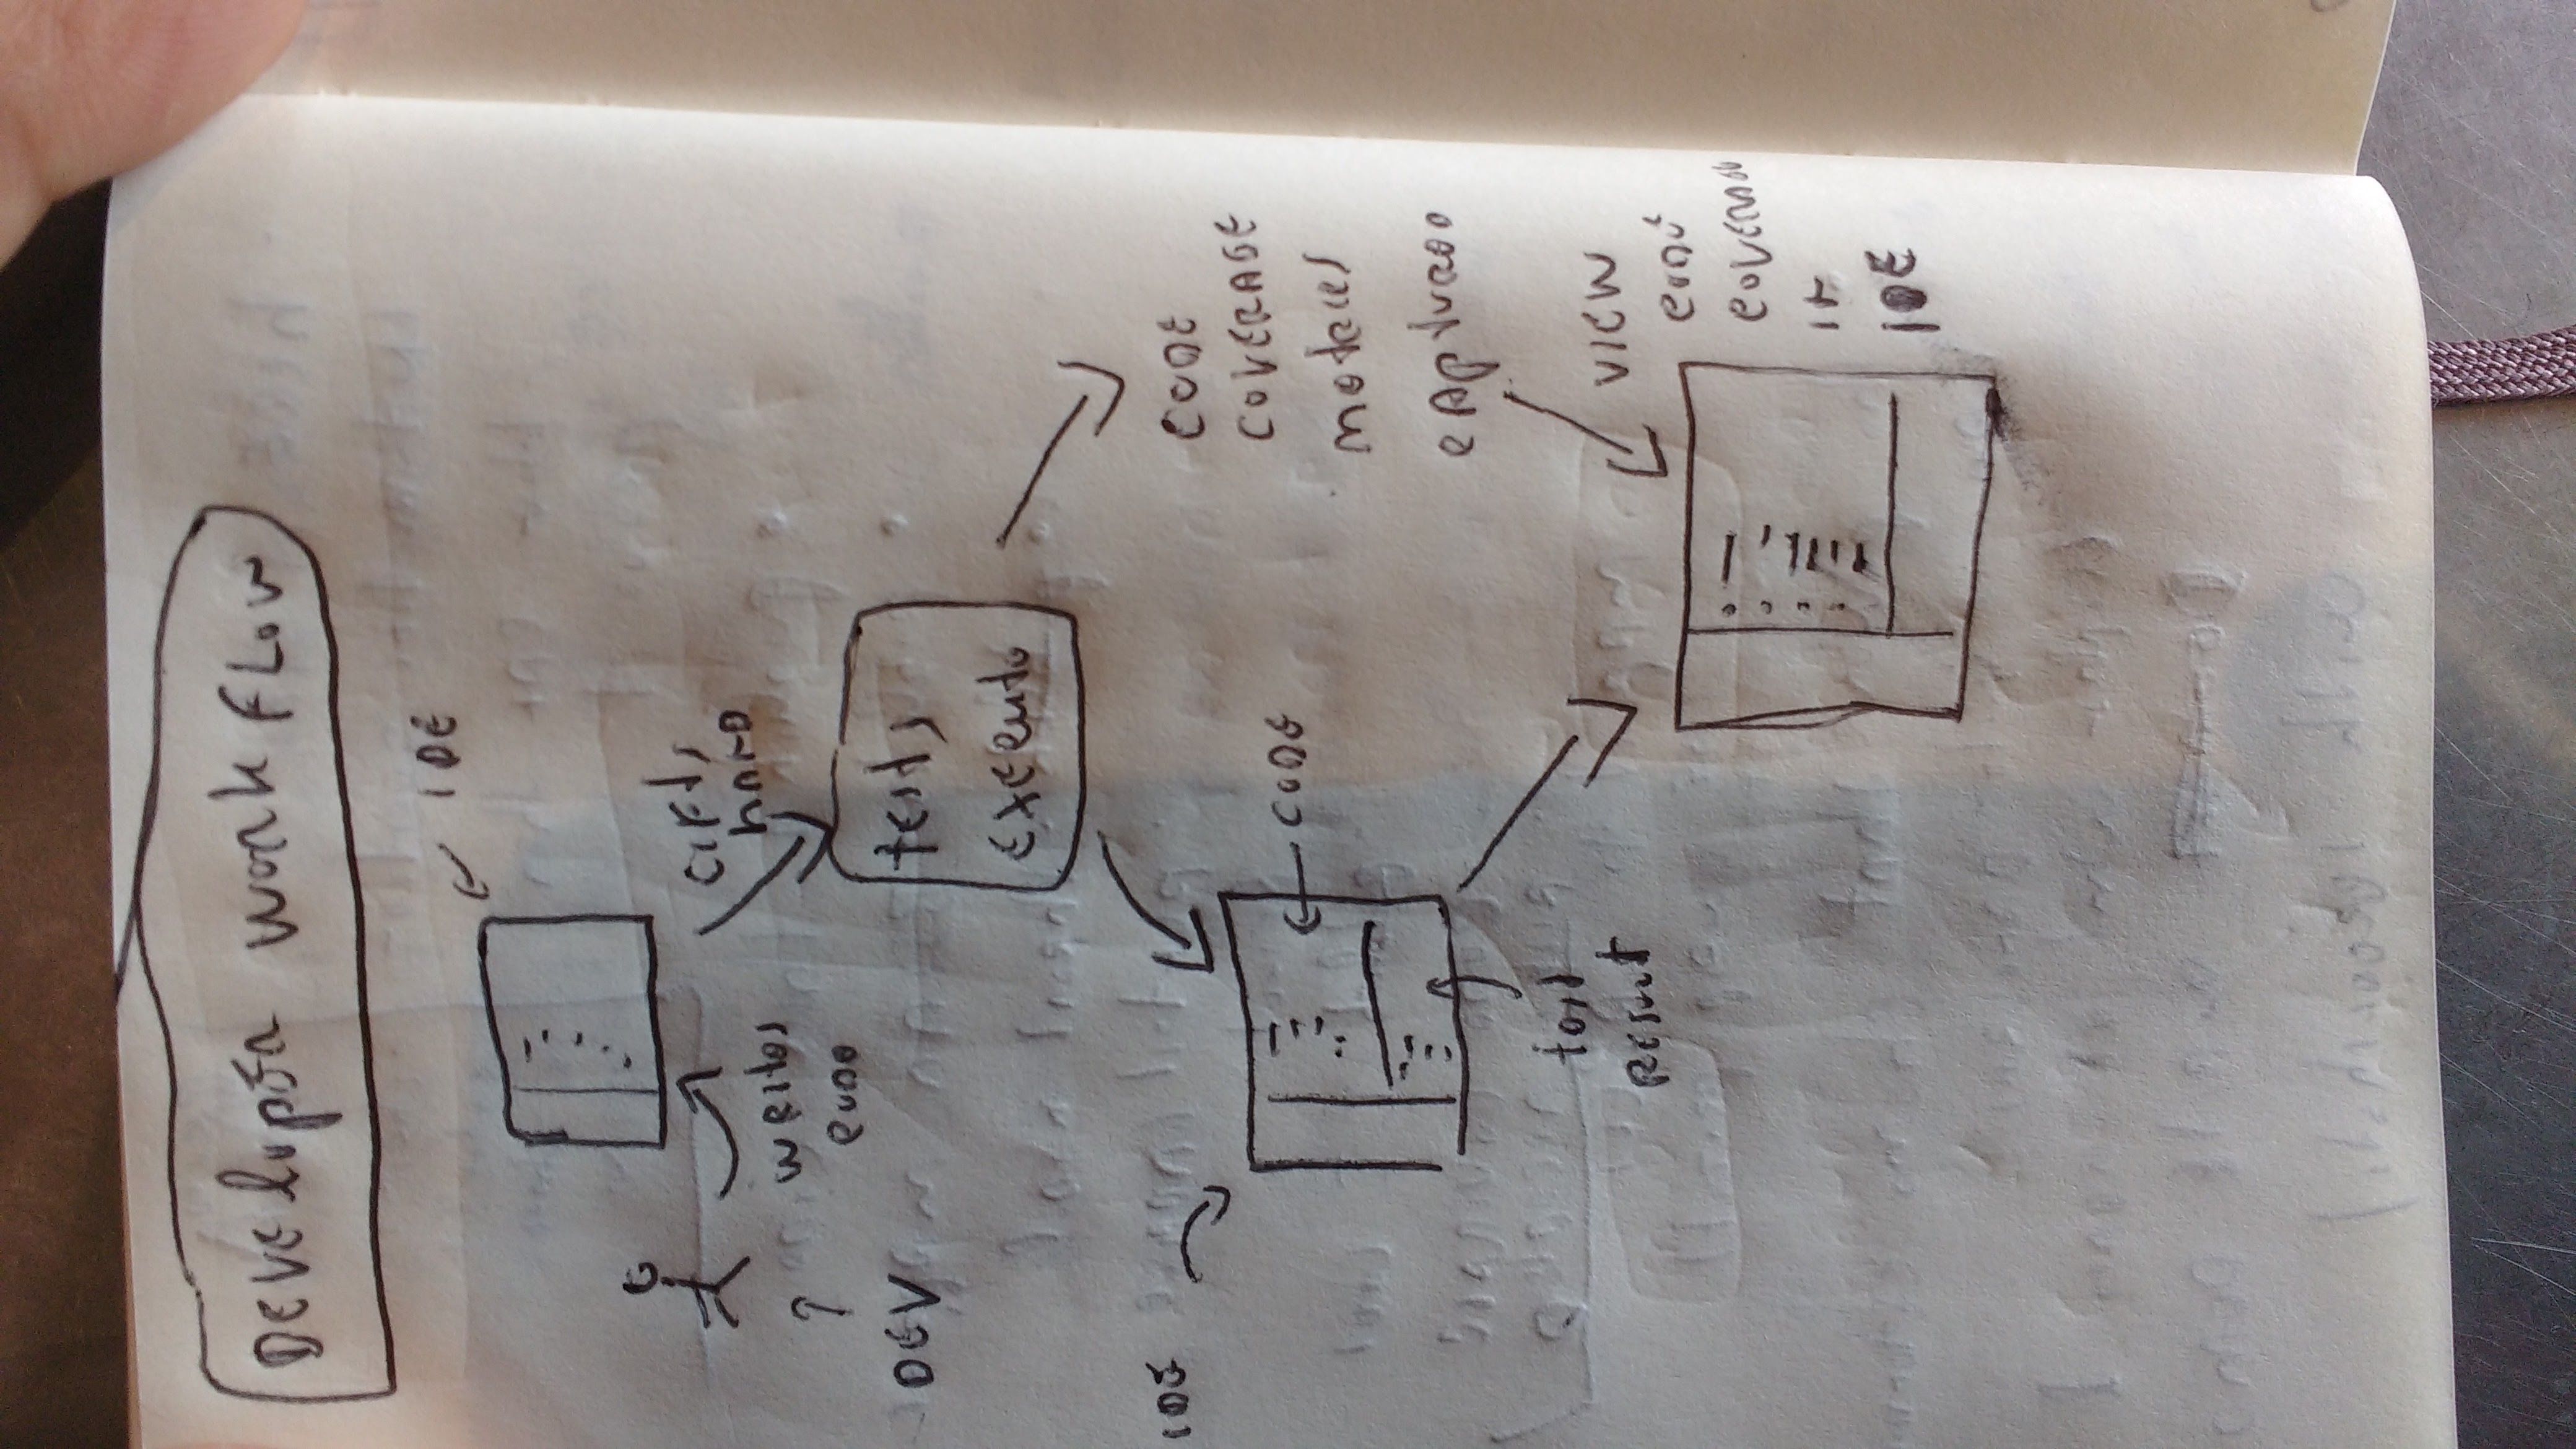 Developer workflow
IDE
clicks
build
writes
code
DEV
tests
execute
CODE
COVERAGE
metrics
captured
IDE
CODE
test
result
VIEW
code
coverage
in
IDE